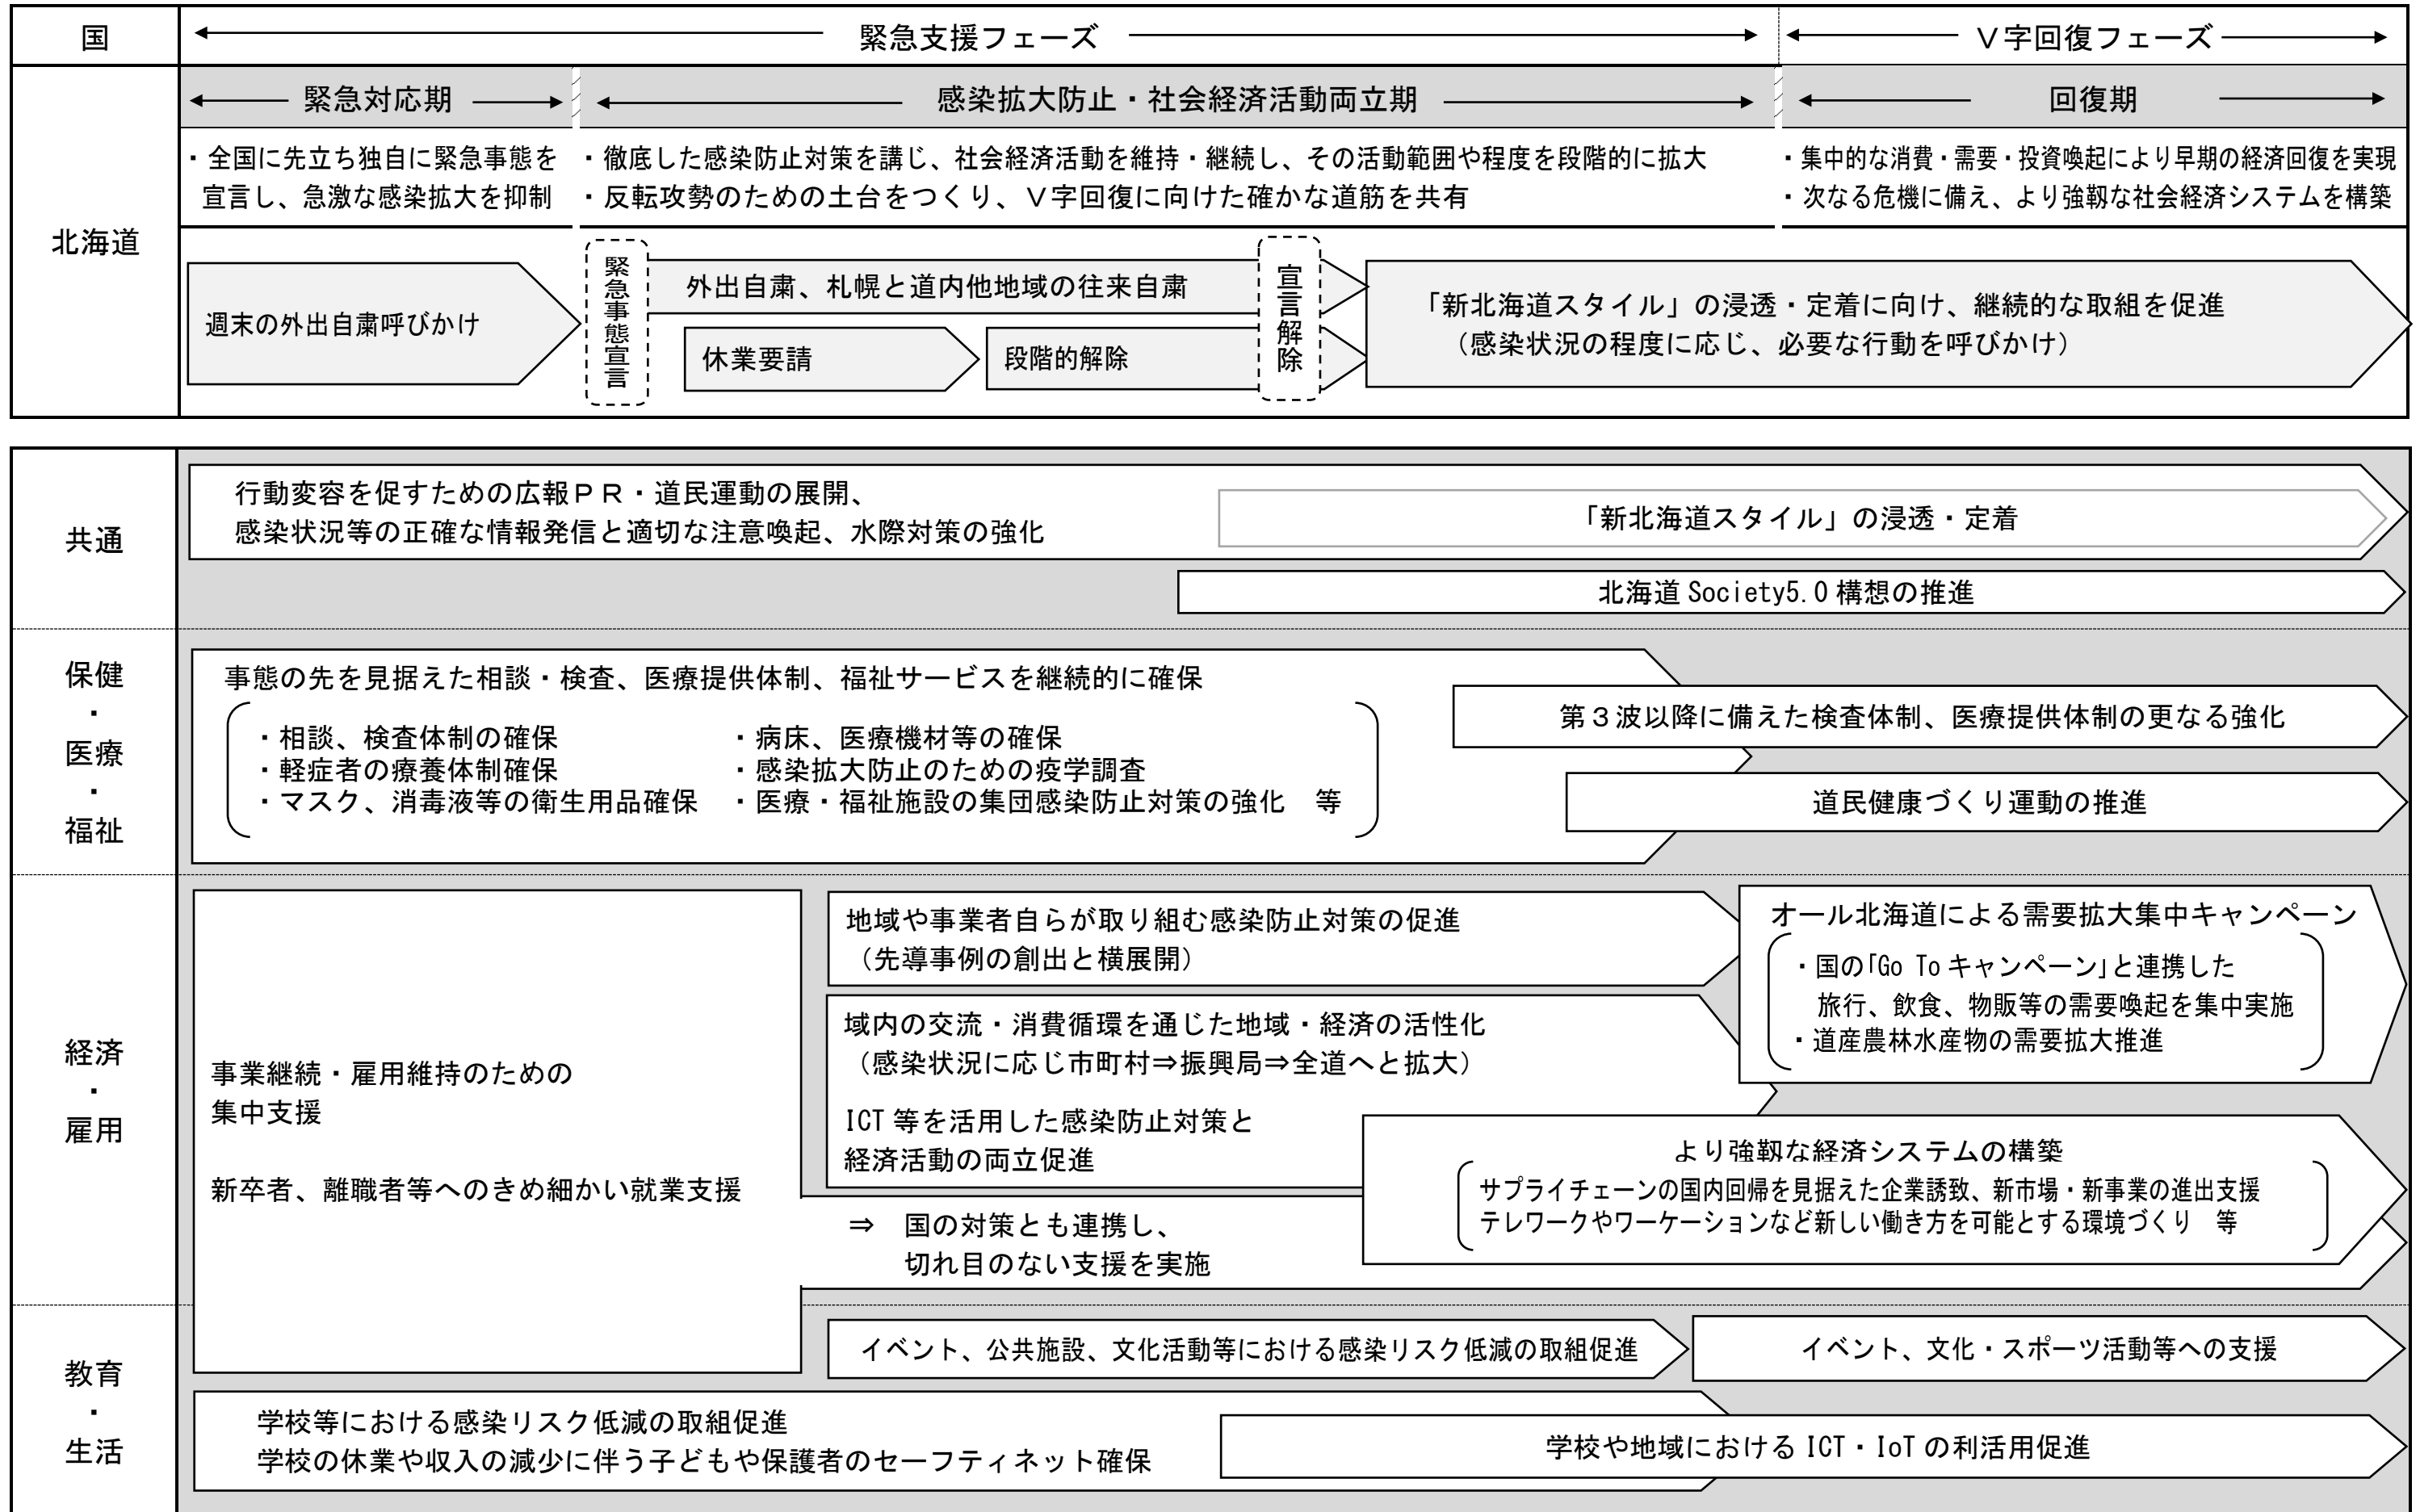 国
緊急支援フェーズ
Ｖ字回復フェーズ
北海道
緊急対応期
感染拡大防止・社会経済活動両立期
回復期
・全国に先立ち独自に緊急事態を
宣言し、急激な感染拡大を抑制
・徹底した感染防止対策を講じ、社会経済活動を維持・継続し、その活動範囲や程度を段階的に拡大
・反転攻勢のための土台をつくり、Ｖ字回復に向けた確かな道筋を共有
・集中的な消費・需要・投資喚起により早期の経済回復を実現
・次なる危機に備え、より強靱な社会経済システムを構築
週末の外出自粛呼びかけ
緊急事態宣言
外出自粛、札幌と道内他地域の往来自粛
休業要請
段階的解除
宣言解除
「新北海道スタイル」の浸透・定着に向け、継続的な取組を促進
（感染状況の程度に応じ、必要な行動を呼びかけ）
共通
行動変容を促すための広報ＰＲ・道民運動の展開、
感染状況等の正確な情報発信と適切な注意喚起、水際対策の強化
「新北海道スタイル」の浸透・定着
北海道 Society5.0 構想の推進
保健
・
医療
・
福祉
事態の先を見据えた相談・検査、医療提供体制、福祉サービスを継続的に確保
・相談、検査体制の確保
・軽症者の療養体制確保
・マスク、消毒液等の衛生用品確保
・病床、医療機材等の確保
・感染拡大防止のための疫学調査
・医療・福祉施設の集団感染防止対策の強化　等
第３波以降に備えた検査体制、医療提供体制の更なる強化
道民健康づくり運動の推進
経済
・
雇用
事業継続・雇用維持のための
集中支援
新卒者、離職者等へのきめ細かい就業支援
地域や事業者自らが取り組む感染防止対策の促進
（先導事例の創出と横展開）
域内の交流・消費循環を通じた地域・経済の活性化
（感染状況に応じ市町村⇒振興局⇒全道へと拡大）
ICT 等を活用した感染防止対策と
経済活動の両立促進
⇒　国の対策とも連携し、
切れ目のない支援を実施
オール北海道による需要拡大集中キャンペーン
・国の「Go To キャンペーン」と連携した
旅行、飲食、物販等の需要喚起を集中実施
・道産農林水産物の需要拡大推進
より強靱な経済システムの構築
サプライチェーンの国内回帰を見据えた企業誘致、新市場・新事業の進出支援
テレワークやワーケーションなど新しい働き方を可能とする環境づくり　等
教育
・
生活
イベント、公共施設、文化活動等における感染リスク低減の取組促進
イベント、文化・スポーツ活動等への支援
学校等における感染リスク低減の取組促進
学校の休業や収入の減少に伴う子どもや保護者のセーフティネット確保
学校や地域における ICT・IoT の利活用促進